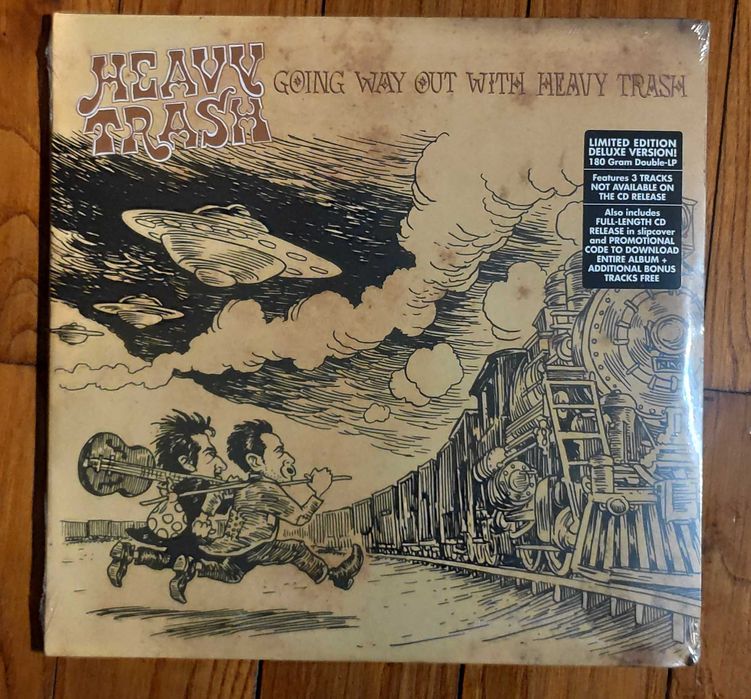 HEAVY
TRASH
GOING WAY OUT WITH HEAVY TRASH
LIMITED EDITION
DELUXE VERSION!
180 Gram Double-LP
Features 3 TRACKS
NOT AVAILABLE ON
THE CD RELEASE
Also includes
FULL-LENGTH CD
RELEASE in slipcover
and PROMOTIONAL
CODE TO DOWNLOAD
ENTIRE ALBUM +
ADDITIONAL BONUS
TRACKS FREE